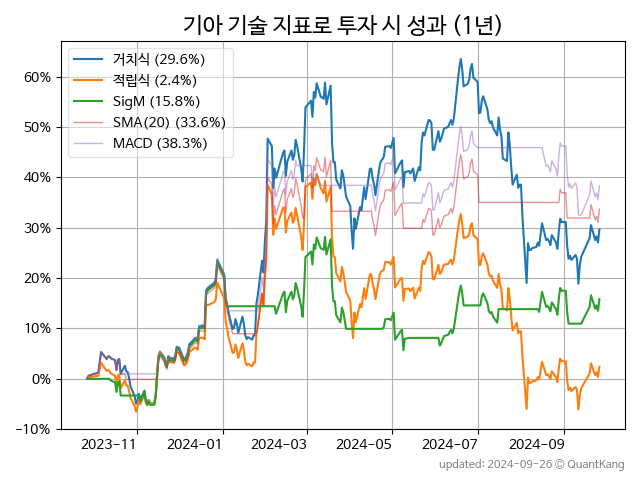 기아 기술 지표로 투자 시 성과 (1년)
거치식 (29.6%)
적립식 (2.4%)
SigM (15.8%)
SMA(20) (33.6%)
MACD (38.3%)
60%
50%
40%
30%
20%
10%
0%
−10%
2023-11 2024-01 2024-03 2024-05 2024-07 2024-09
updated: 2024-09-26 © QuantKang